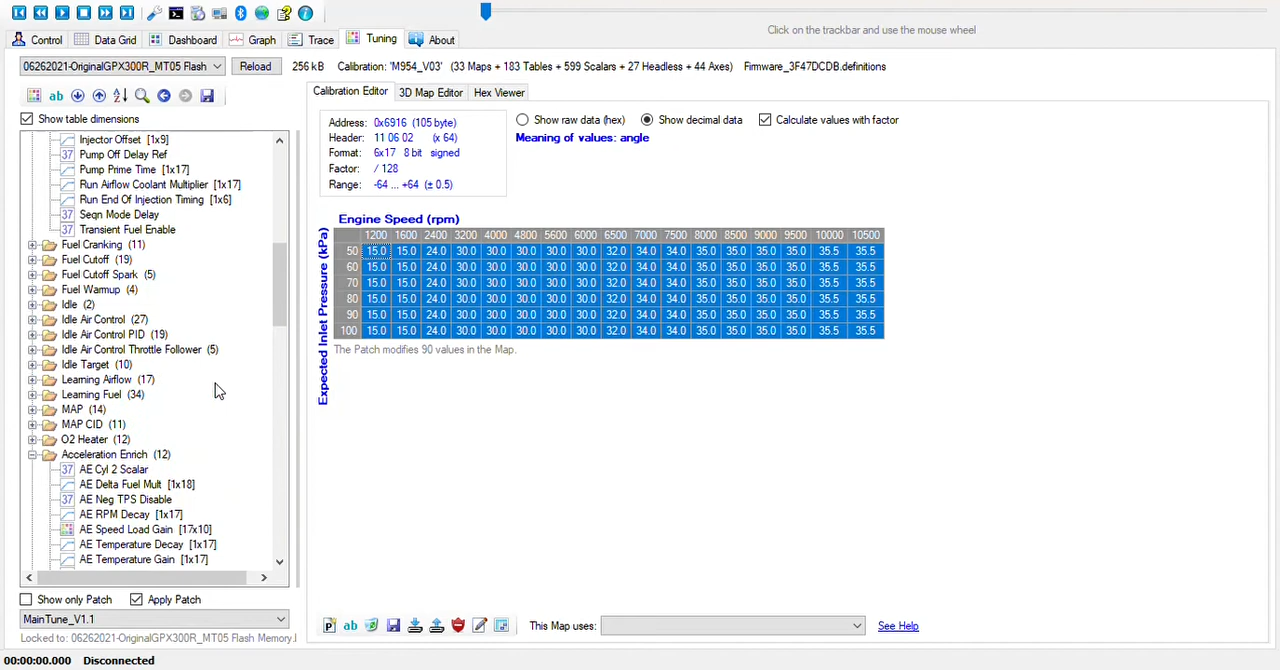 Click on the trackbar and use the mouse wheel
Control Data Grid Dashboard Graph Trace Tuning About
06262021-OriginalGPX300R_MT05 Flash Reload 256 kB Calibration: 'M954_V03' (33 Maps + 183 Tables + 599 Scalars + 27 Headless + 44 Axes) Firmware_3F47DCDB.definitions
ab
Calibration Editor 3D Map Editor Hex Viewer
Show table dimensions
Injector Offset [1x9]
37 Pump Off Delay Ref
Pump Prime Time [1x17]
Run Airflow Coolant Multiplier [1x17]
Run End Of Injection Timing [1x6]
37 Seqn Mode Delay
37 Transient Fuel Enable
Fuel Cranking (11)
Fuel Cutoff (19)
Fuel Cutoff Spark (5)
Fuel Warmup (4)
Idle (2)
Idle Air Control (27)
Idle Air Control PID (19)
Idle Air Control Throttle Follower (5)
Idle Target (10)
Learning Airflow (17)
Learning Fuel (34)
MAP (14)
MAP CID (11)
O2 Heater (12)
Acceleration Enrich (12)
37 AE Cyl 2 Scalar
AE Delta Fuel Mult [1x18]
37 AE Neg TPS Disable
AE RPM Decay [1x17]
AE Speed Load Gain [17x10]
AE Temperature Decay [1x17]
AE Temperature Gain [1x17]
Show only Patch Apply Patch
MainTune_V1.1
Locked to: 06262021-OriginalGPX300R_MT05 Flash Memory.
Address: 0x6916 (105 byte)
Header: 11 06 02 (x 64)
Format: 6x17 8 bit signed
Factor: / 128
Range: -64 ... +64 (± 0.5)
Show raw data (hex) Show decimal data Calculate values with factor
Meaning of values: angle
Engine Speed (rpm)
Expected Inlet Pressure (kPa)
1200 1600 2400 3200 4000 4800 5600 6000 6500 7000 7500 8000 8500 9000 9500 10000 10500
50 15.0 15.0 24.0 30.0 30.0 30.0 30.0 30.0 32.0 34.0 34.0 35.0 35.0 35.0 35.0 35.5 35.5
60 15.0 15.0 24.0 30.0 30.0 30.0 30.0 30.0 32.0 34.0 34.0 35.0 35.0 35.0 35.0 35.5 35.5
70 15.0 15.0 24.0 30.0 30.0 30.0 30.0 30.0 32.0 34.0 34.0 35.0 35.0 35.0 35.0 35.5 35.5
80 15.0 15.0 24.0 30.0 30.0 30.0 30.0 30.0 32.0 34.0 34.0 35.0 35.0 35.0 35.0 35.5 35.5
90 15.0 15.0 24.0 30.0 30.0 30.0 30.0 30.0 32.0 34.0 34.0 35.0 35.0 35.0 35.0 35.5 35.5
100 15.0 15.0 24.0 30.0 30.0 30.0 30.0 30.0 32.0 34.0 34.0 35.0 35.0 35.0 35.0 35.5 35.5
The Patch modifies 90 values in the Map.
P ab This Map uses: See Help
00:00:00.000 Disconnected